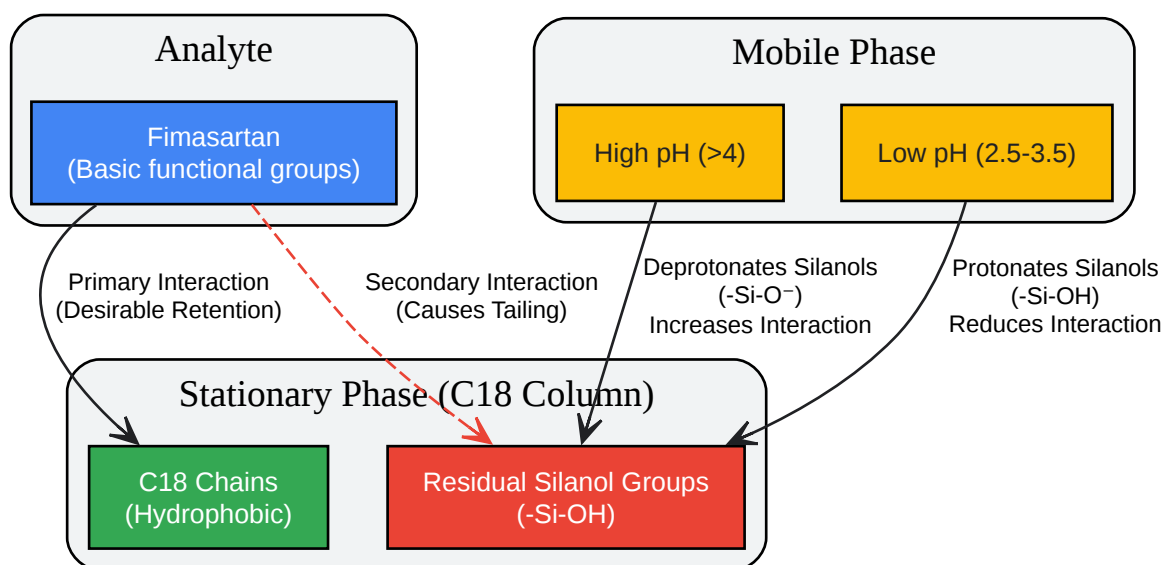 Analyte
Fimasartan
(Basic functional groups)
Mobile Phase
High pH (>4)
Low pH (2.5-3.5)
Primary Interaction
(Desirable Retention)
Secondary Interaction
(Causes Tailing)
Deprotonates Silanols
(-Si-O⁻)
Increases Interaction
Protonates Silanols
(-Si-OH)
Reduces Interaction
Stationary Phase (C18 Column)
C18 Chains
(Hydrophobic)
Residual Silanol Groups
(-Si-OH)